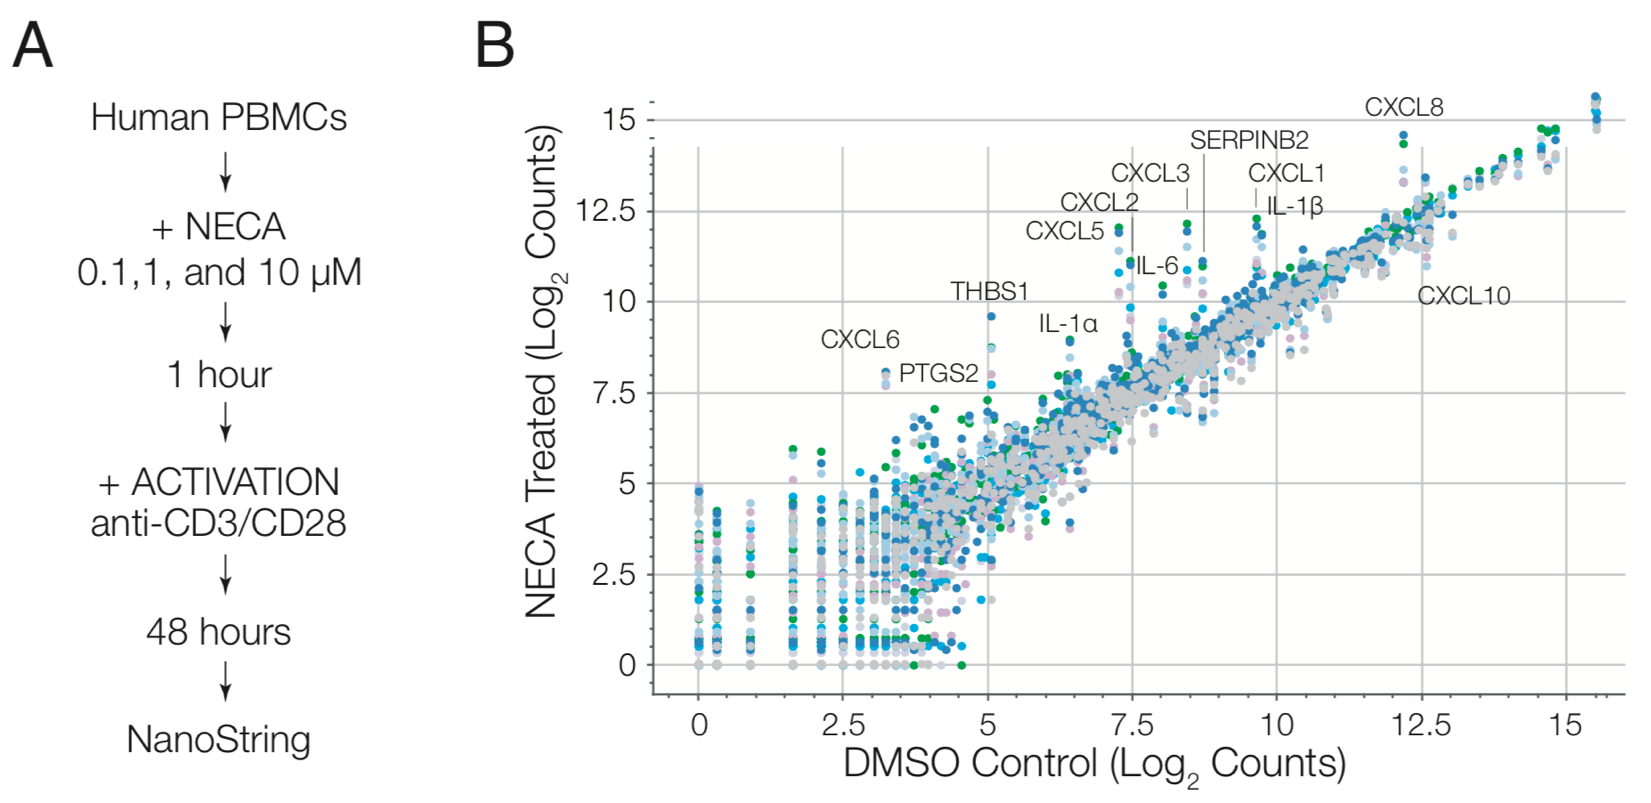 A
Human PBMCs
+ NECA
0.1,1, and 10 µM
1 hour
+ ACTIVATION
anti-CD3/CD28
48 hours
NanoString
B
NECA Treated (Log2 Counts)
15
12.5
10
7.5
5
2.5
0
CXCL8
SERPINB2
CXCL3
CXCL1
CXCL2
IL-1β
CXCL5
IL-6
THBS1
CXCL10
IL-1α
CXCL6
PTGS2
0
2.5
5
7.5
10
12.5
15
DMSO Control (Log2 Counts)